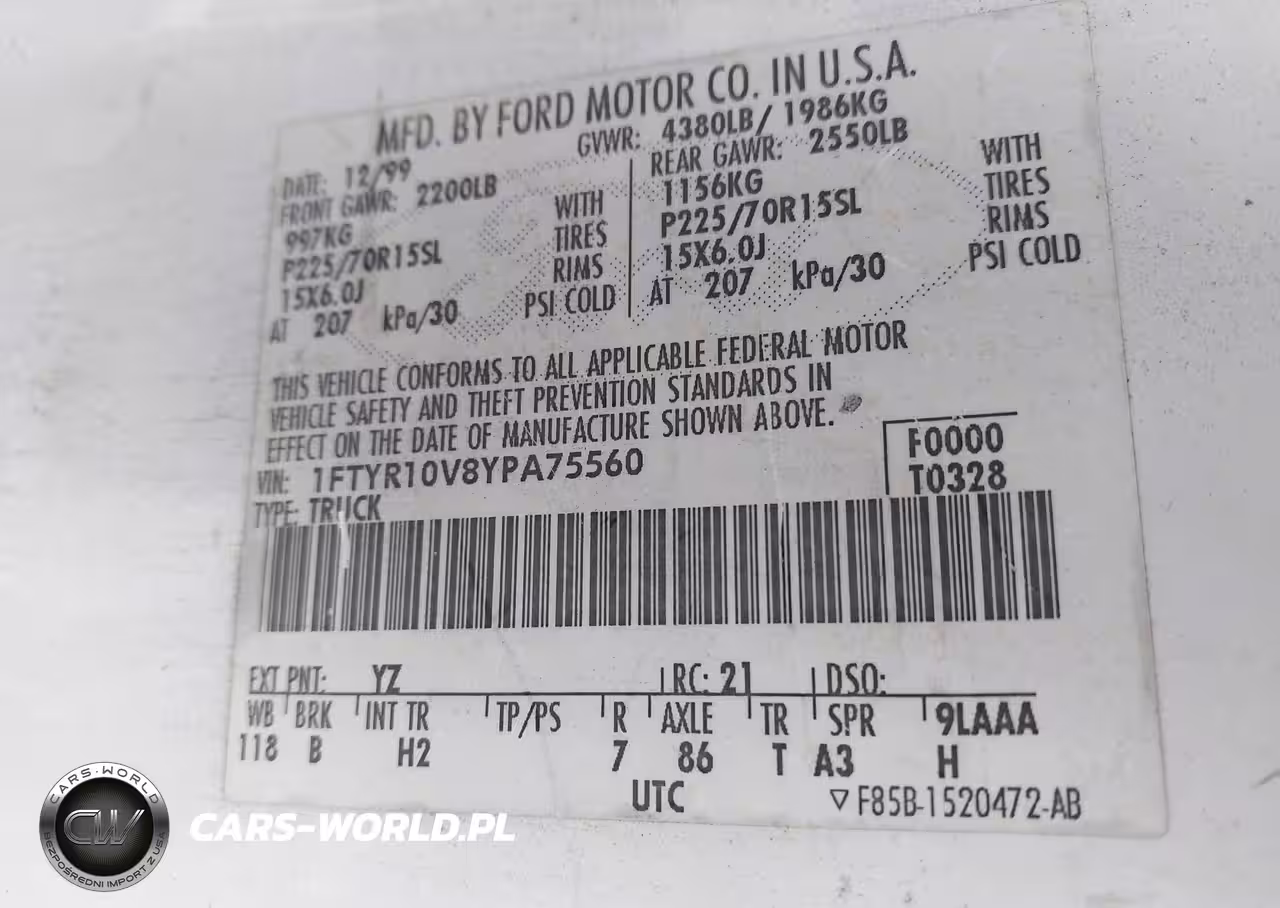 MFD. BY FORD MOTOR CO. IN U.S.A.
DATE: 12/99 GVWR: 4380LB/ 1986KG
FRONT GAWR: 2200LB REAR GAWR: 2550LB
997KG WITH 1156KG WITH
P225/70R15SL TIRES P225/70R15SL TIRES
15X6.0J RIMS 15X6.0J RIMS
AT 207 kPa/30 PSI COLD AT 207 kPa/30 PSI COLD
THIS VEHICLE CONFORMS TO ALL APPLICABLE FEDERAL MOTOR
VEHICLE SAFETY AND THEFT PREVENTION STANDARDS IN
EFFECT ON THE DATE OF MANUFACTURE SHOWN ABOVE.
VIN: 1FTYR10V8YPA75560 F0000
TYPE: TRUCK T0328
EXT PNT: YZ RC: 21 DSO:
WB BRK INT TR TP/PS R AXLE TR SPR 9LAAA
118 B H2 7 86 T A3 H
UTC ▽F85B-1520472-AB
CARS-WORLD
CW
BEZPOŚREDNI IMPORT Z USA
CARS-WORLD.PL